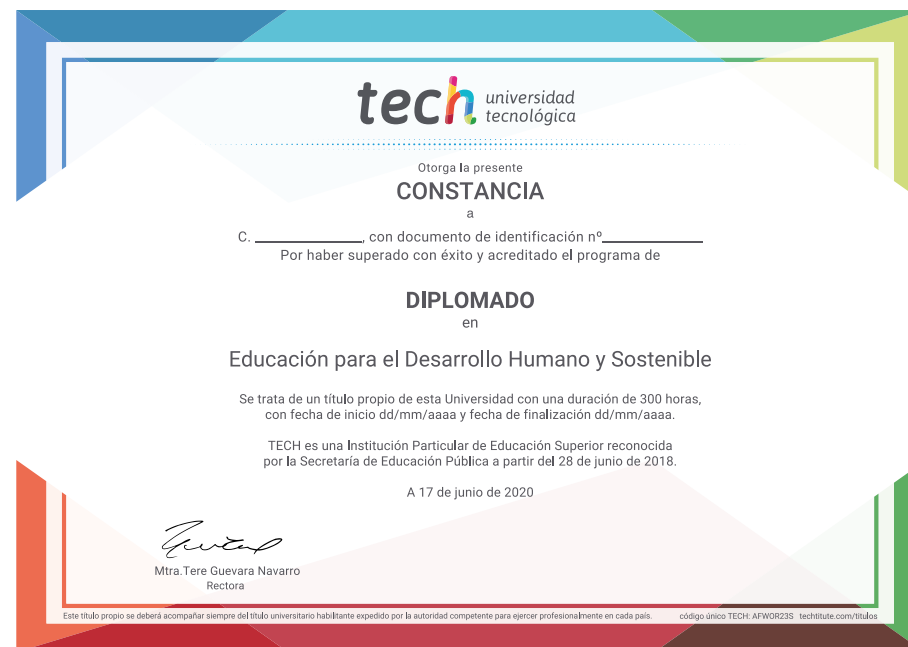 tech universidad
tecnológica
Otorga la presente
CONSTANCIA
a
C. ____________, con documento de identificación nº____________
Por haber superado con éxito y acreditado el programa de
DIPLOMADO
en
Educación para el Desarrollo Humano y Sostenible
Se trata de un título propio de esta Universidad con una duración de 300 horas,
con fecha de inicio dd/mm/aaaa y fecha de finalización dd/mm/aaaa.
TECH es una Institución Particular de Educación Superior reconocida
por la Secretaría de Educación Pública a partir del 28 de junio de 2018.
A 17 de junio de 2020
Mtra.Tere Guevara Navarro
Rectora
Este título propio se deberá acompañar siempre del título universitario habilitante expedido por la autoridad competente para ejercer profesionalmente en cada país. código único TECH: AFWOR23S techtitute.com/titulos